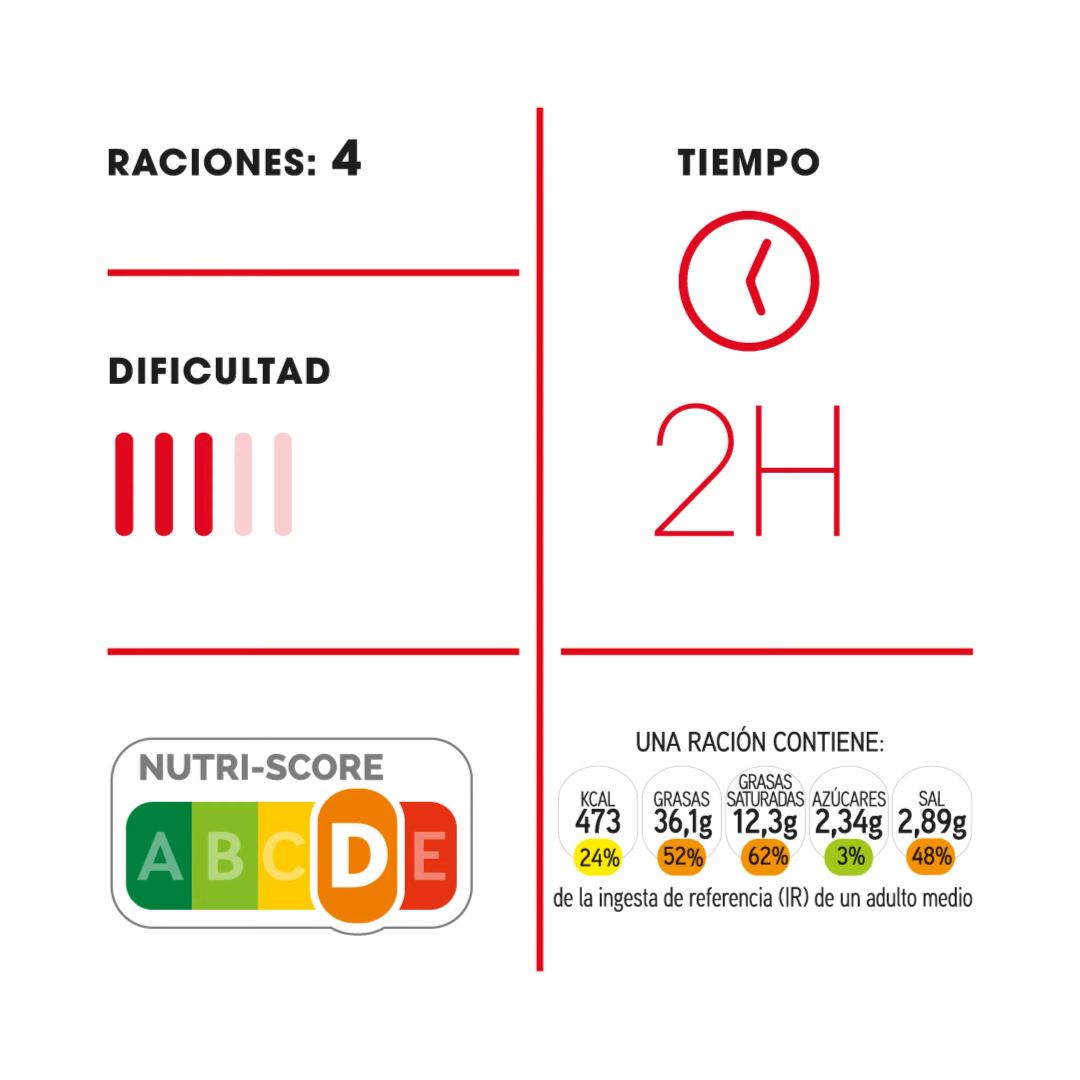 RACIONES: 4
DIFICULTAD
TIEMPO
2H
NUTRI-SCORE
A B C D E
UNA RACIÓN CONTIENE:
KCAL GRASAS GRASAS SATURADAS AZÚCARES SAL
473 36,1g 12,3g 2,34g 2,89g
24% 52% 62% 3% 48%
de la ingesta de referencia (IR) de un adulto medio